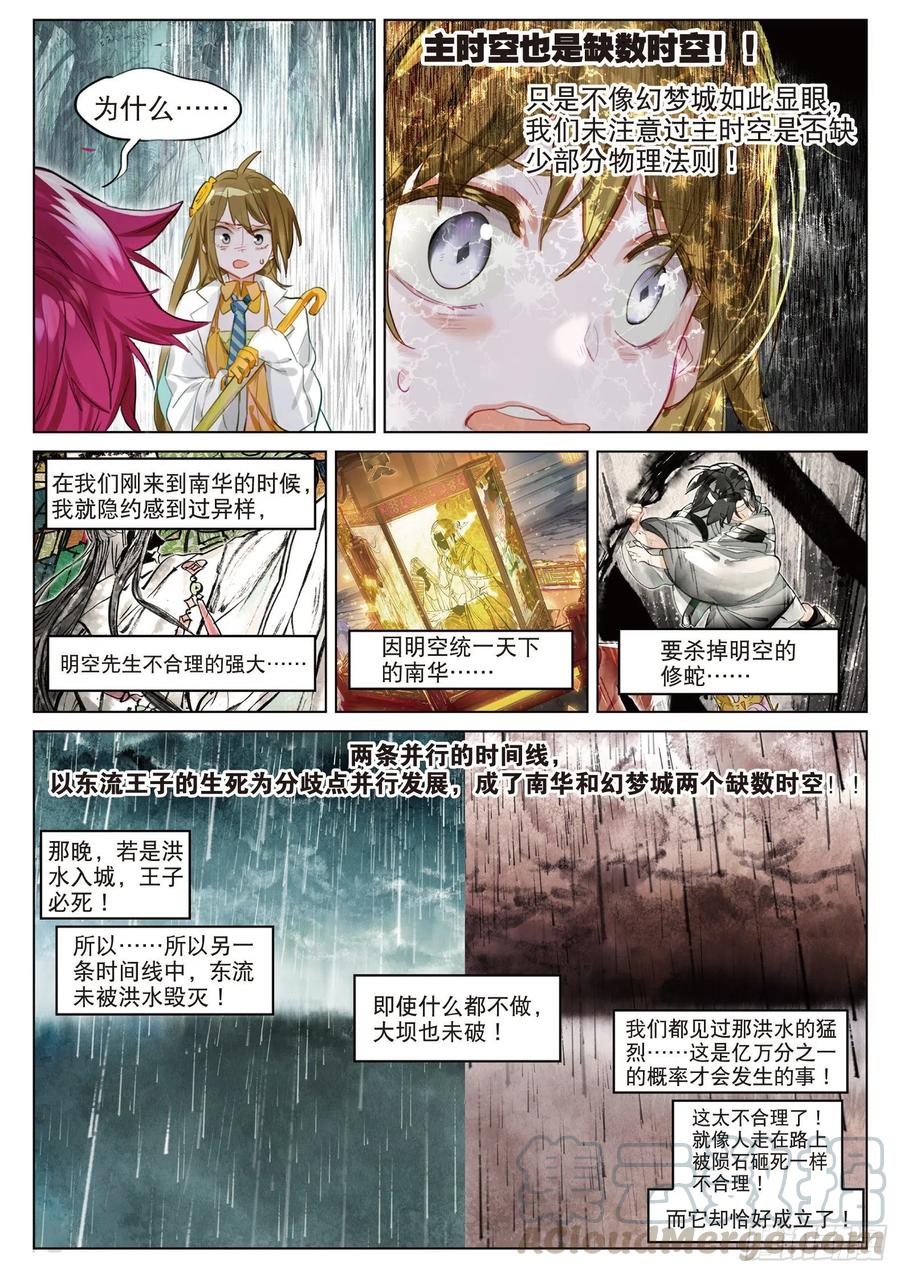 为什么……
主时空也是缺数时空！！
只是不像幻梦城如此显眼，
我们未注意过主时空是否缺
少部分物理法则！
在我们刚来到南华的时候，
我就隐约感到过异样，
明空先生不合理的强大……
因明空统一天下
的南华……
要杀掉明空的
修蛇……
两条并行的时间线，
以东流王子的生死为分歧点并行发展，成了南华和幻梦城两个缺数时空！！
那晚，若是洪
水入城，王子
必死！
所以……所以另一
条时间线中，东流
未被洪水毁灭！
即使什么都不做，
大坝也未破！
我们都见过那洪水的猛
烈……这是亿万分之一
的概率才会发生的事！
这太不合理了！
就像人走在路上
被陨石砸死一样
不合理！
而它却恰好成立了！
集云数据
CloudMerge.com